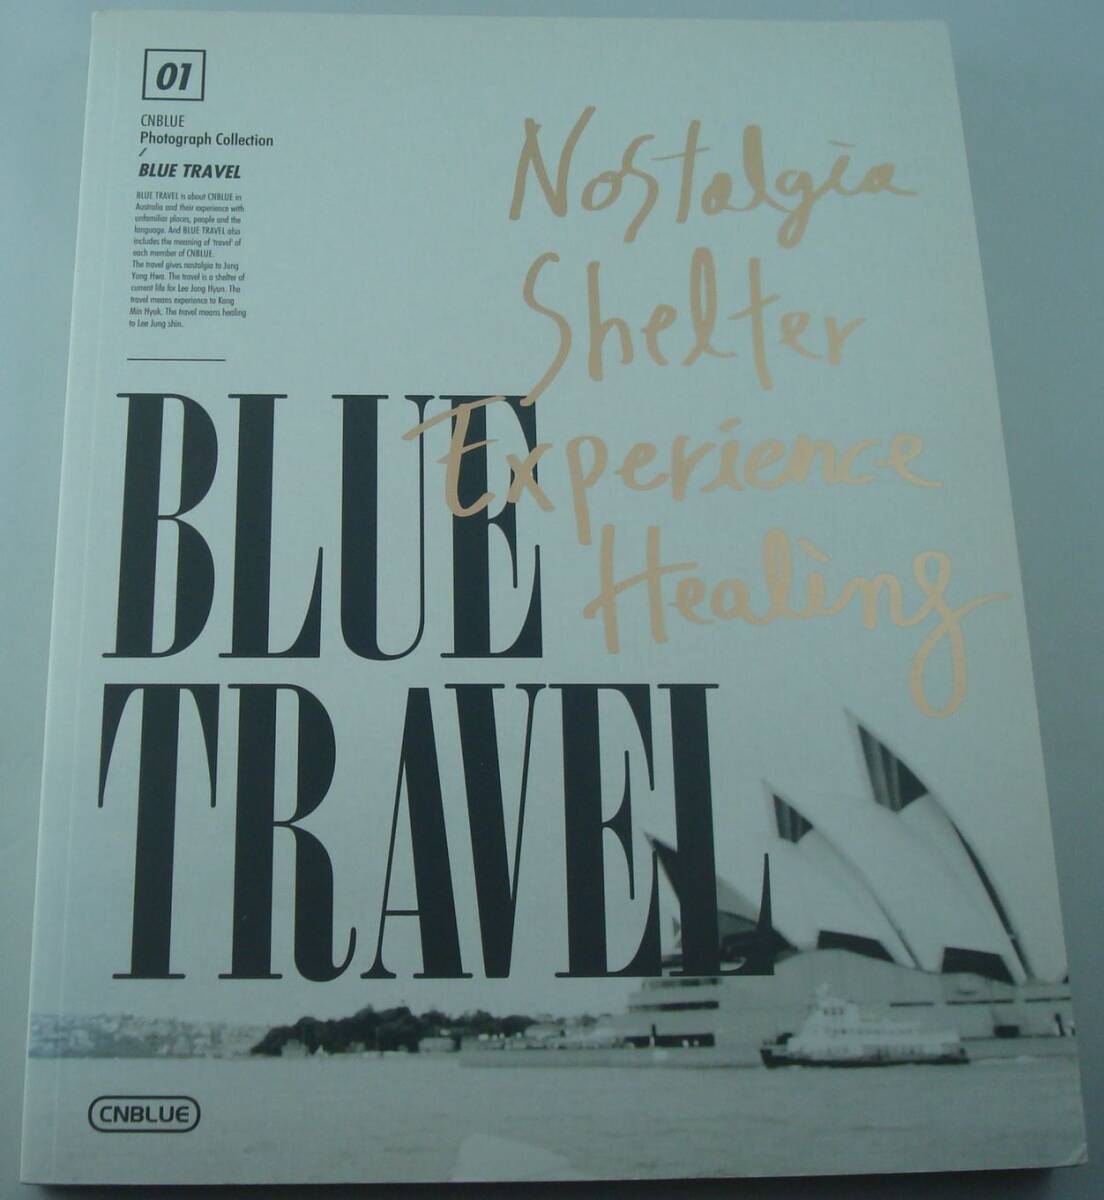 01
CNBLUE
Photograph Collection
/
BLUE TRAVEL
BLUE TRAVEL is about CNBLUE in
Australia and their experience with
unfamiliar places, people and the
language. And BLUE TRAVEL also
includes the meaning of 'travel' of
each member of CNBLUE.
The travel gives nostalgia to Jung
Yong Hwa. The travel is a shelter of
current life for Lee Jong Hyun. The
travel means experience to Kang
Min Hyuk. The travel means healing
to Lee Jung shin.
Nostalgia
Shelter
Experience
Healing
BLUE
TRAVEL
CNBLUE